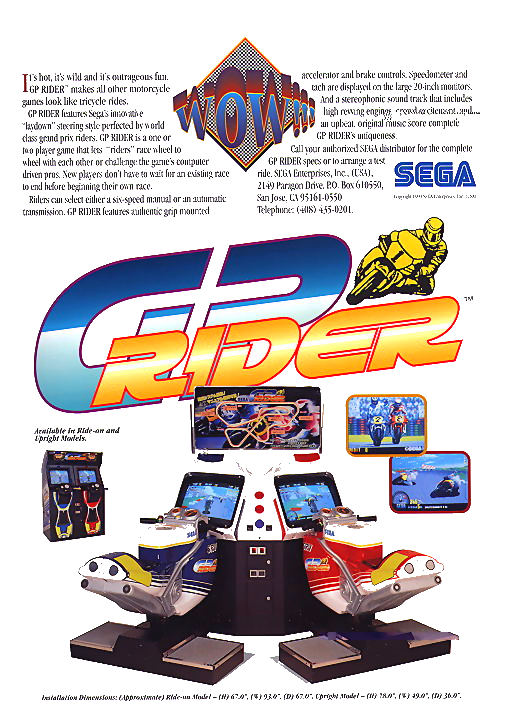 It's hot, it's wild and it's outrageous fun.
GP RIDER™ makes all other motorcycle
games look like tricycle rides.
GP RIDER features Sega's innovative
"laydown" steering style perfected by world
class grand prix riders. GP RIDER is a one or
two player game that lets "riders" race wheel to
wheel with each other or challenge the game's computer
driven pros. New players don't have to wait for an existing race
to end before beginning their own race.
Riders can select either a six-speed manual or an automatic
transmission. GP RIDER features authentic grip mounted
WOW!!!
accelerator and brake controls. Speedometer and
tach are displayed on the large 20-inch monitors.
And a stereophonic sound track that includes
high revving engines, crowd excitement, and
an upbeat, original music score complete
GP RIDER's uniqueness.
Call your authorized SEGA distributor for the complete
GP RIDER specs or to arrange a test
ride. SEGA Enterprises, Inc., (USA),
2149 Paragon Drive, P.O. Box 610550,
San Jose, CA 95161-0550
Telephone: (408) 435-0201.
SEGA
GP RIDER™
Available in Ride-on and
Upright Models.
Installation Dimensions: (Approximate) Ride-on Model – (H) 67.0", (W) 93.0", (D) 67.0", Upright Model – (H) 78.0", (W) 49.0", (D) 36.0".